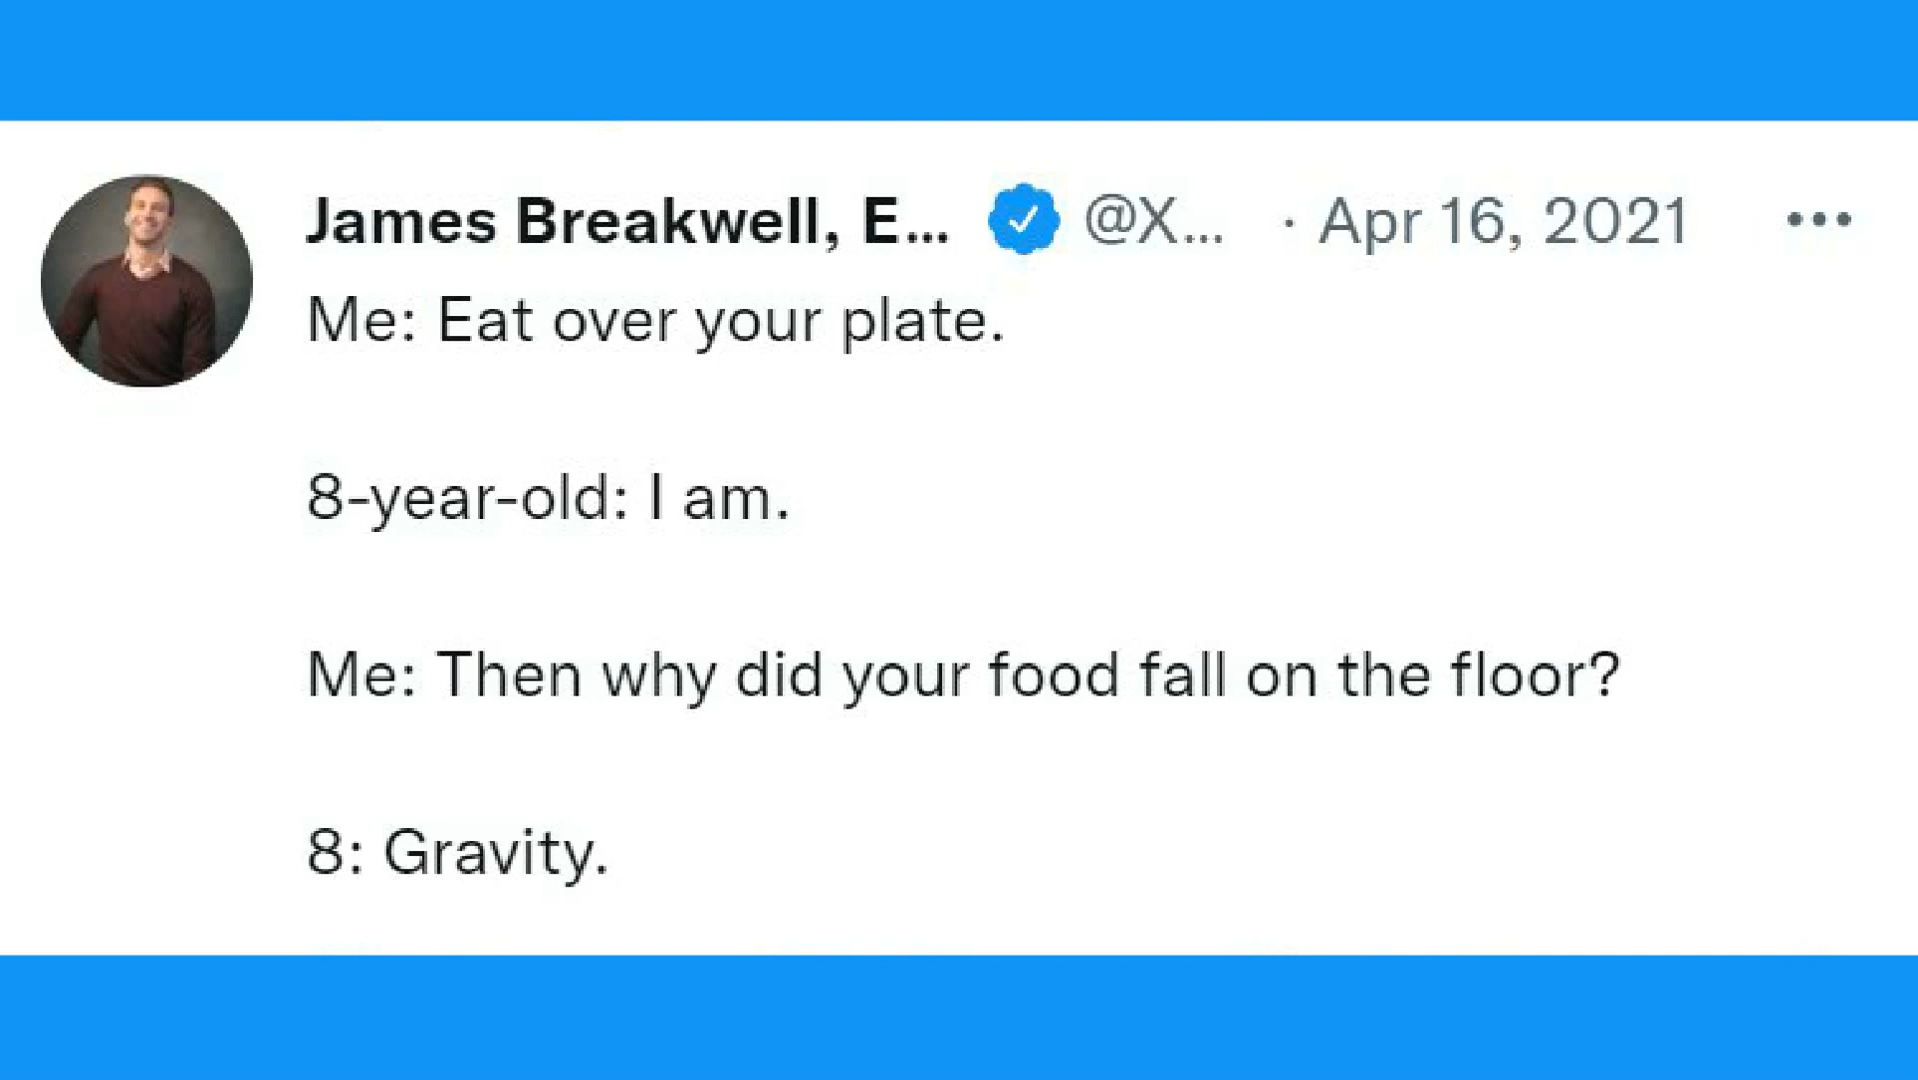 James Breakwell, E... @X... · Apr 16, 2021
Me: Eat over your plate.
8-year-old: I am.
Me: Then why did your food fall on the floor?
8: Gravity.